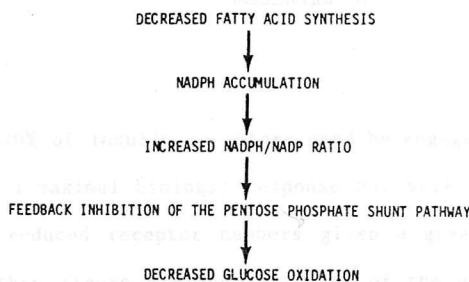 DECREASED FATTY ACID SYNTHESIS
NADPH ACCUMULATION
INCREASED NADPH/NADP RATIO
FEEDBACK INHIBITION OF THE PENTOSE PHOSPHATE SHUNT PATHWAY
DECREASED GLUCOSE OXIDATION